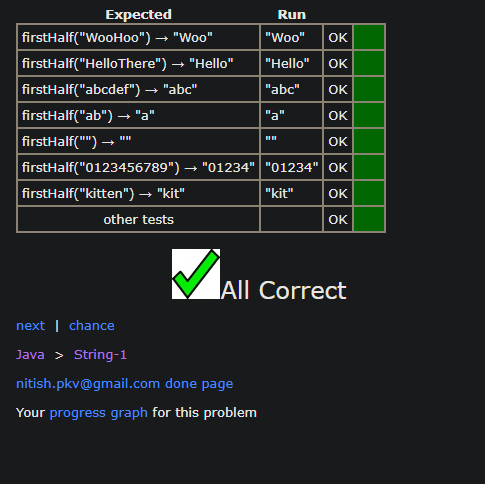 Expected Run
firstHalf("WooHoo") → "Woo" "Woo" OK
firstHalf("HelloThere") → "Hello" "Hello" OK
firstHalf("abcdef") → "abc" "abc" OK
firstHalf("ab") → "a" "a" OK
firstHalf("") → "" "" OK
firstHalf("0123456789") → "01234" "01234" OK
firstHalf("kitten") → "kit" "kit" OK
other tests OK
All Correct
next | chance
Java > String-1
nitish.pkv@gmail.com done page
Your progress graph for this problem